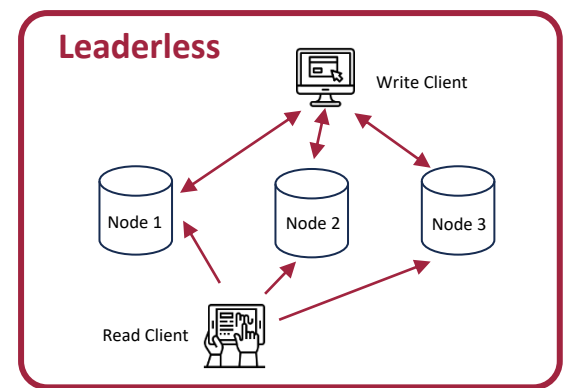 Leaderless
Write Client
Node 1
Node 2
Node 3
Read Client